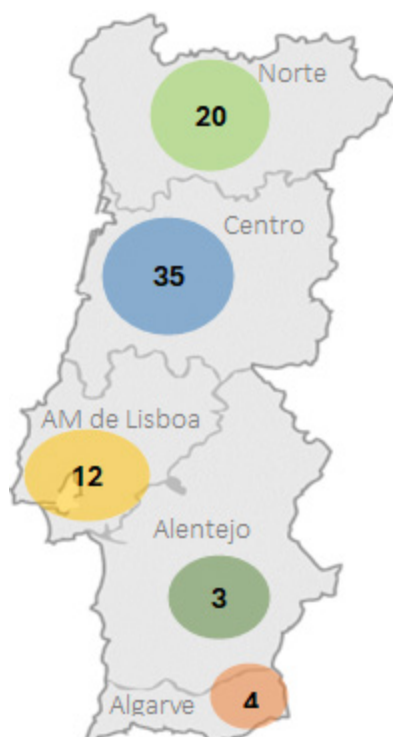 Norte
20
Centro
35
AM de Lisboa
12
Alentejo
3
Algarve
4